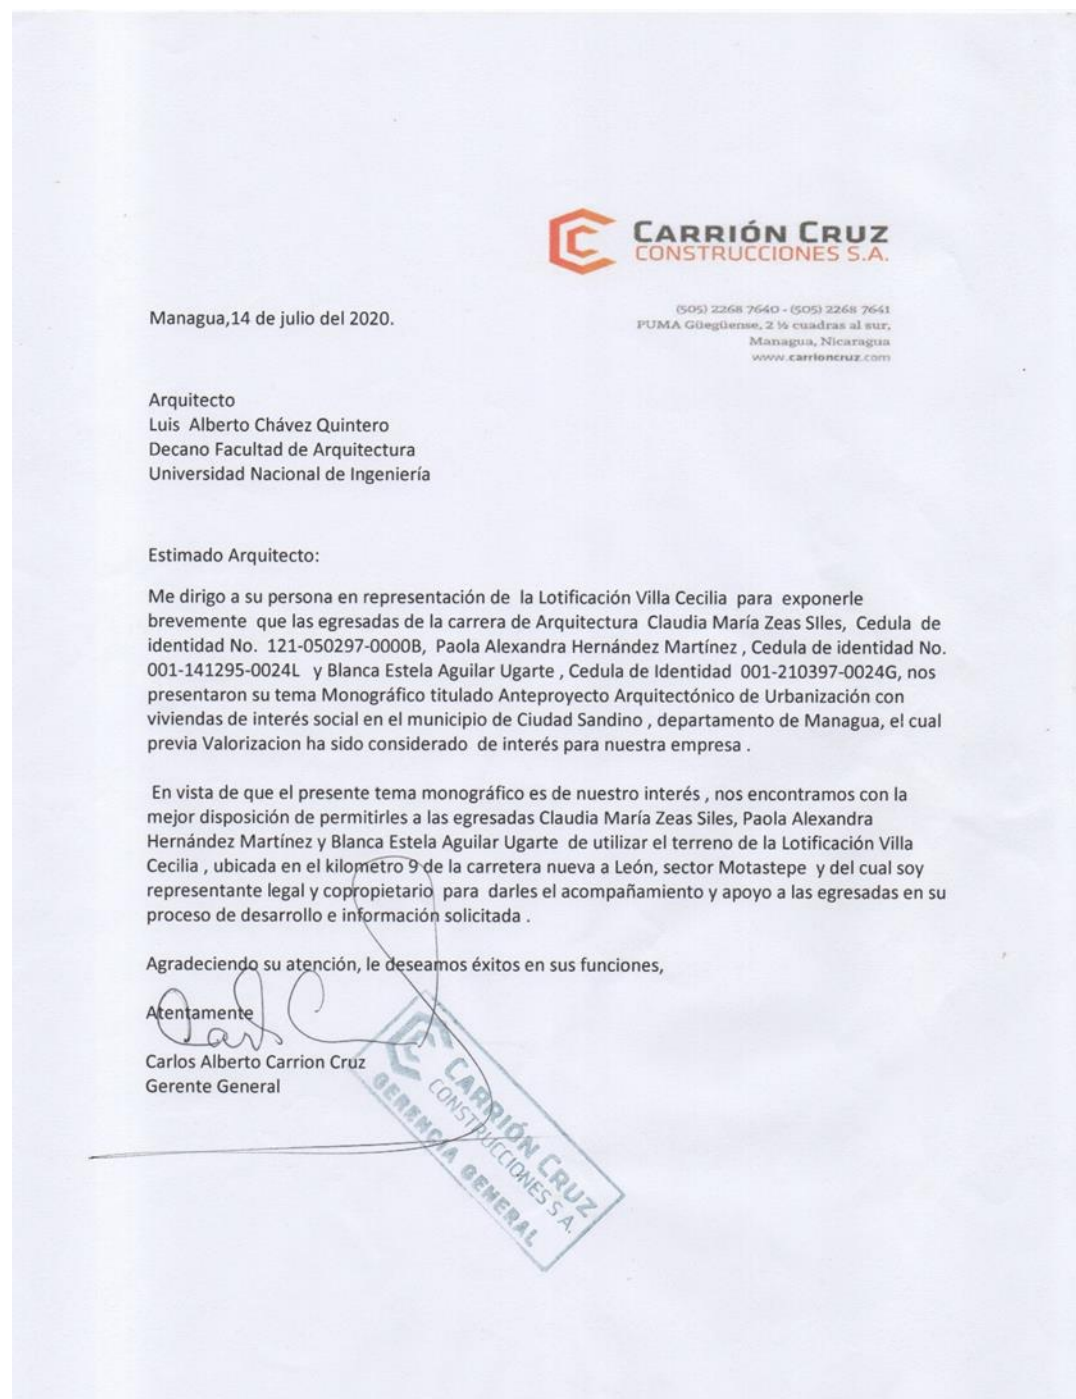 CARRIÓN CRUZ
CONSTRUCCIONES S.A.
(505) 2268 7640 - (505) 2268 7641
PUMA Güegüense, 2 ½ cuadras al sur,
Managua, Nicaragua
www.carrioncruz.com
Managua,14 de julio del 2020.
Arquitecto
Luis Alberto Chávez Quintero
Decano Facultad de Arquitectura
Universidad Nacional de Ingeniería
Estimado Arquitecto:
Me dirijo a su persona en representación de la Lotificación Villa Cecilia para exponerle
brevemente que las egresadas de la carrera de Arquitectura Claudia María Zeas SIles, Cedula de
identidad No. 121-050297-0000B, Paola Alexandra Hernández Martínez , Cedula de identidad No.
001-141295-0024L y Blanca Estela Aguilar Ugarte , Cedula de Identidad 001-210397-0024G, nos
presentaron su tema Monográfico titulado Anteproyecto Arquitectónico de Urbanización con
viviendas de interés social en el municipio de Ciudad Sandino , departamento de Managua, el cual
previa Valorizacion ha sido considerado de interés para nuestra empresa .
En vista de que el presente tema monográfico es de nuestro interés , nos encontramos con la
mejor disposición de permitirles a las egresadas Claudia María Zeas Siles, Paola Alexandra
Hernández Martínez y Blanca Estela Aguilar Ugarte de utilizar el terreno de la Lotificación Villa
Cecilia , ubicada en el kilometro 9 de la carretera nueva a León, sector Motastepe y del cual soy
representante legal y copropietario para darles el acompañamiento y apoyo a las egresadas en su
proceso de desarrollo e información solicitada .
Agradeciendo su atención, le deseamos éxitos en sus funciones,
Atentamente
Carlos Alberto Carrion Cruz
Gerente General
CARRIÓN CRUZ
CONSTRUCCIONES S A.
GERENCIA GENERAL